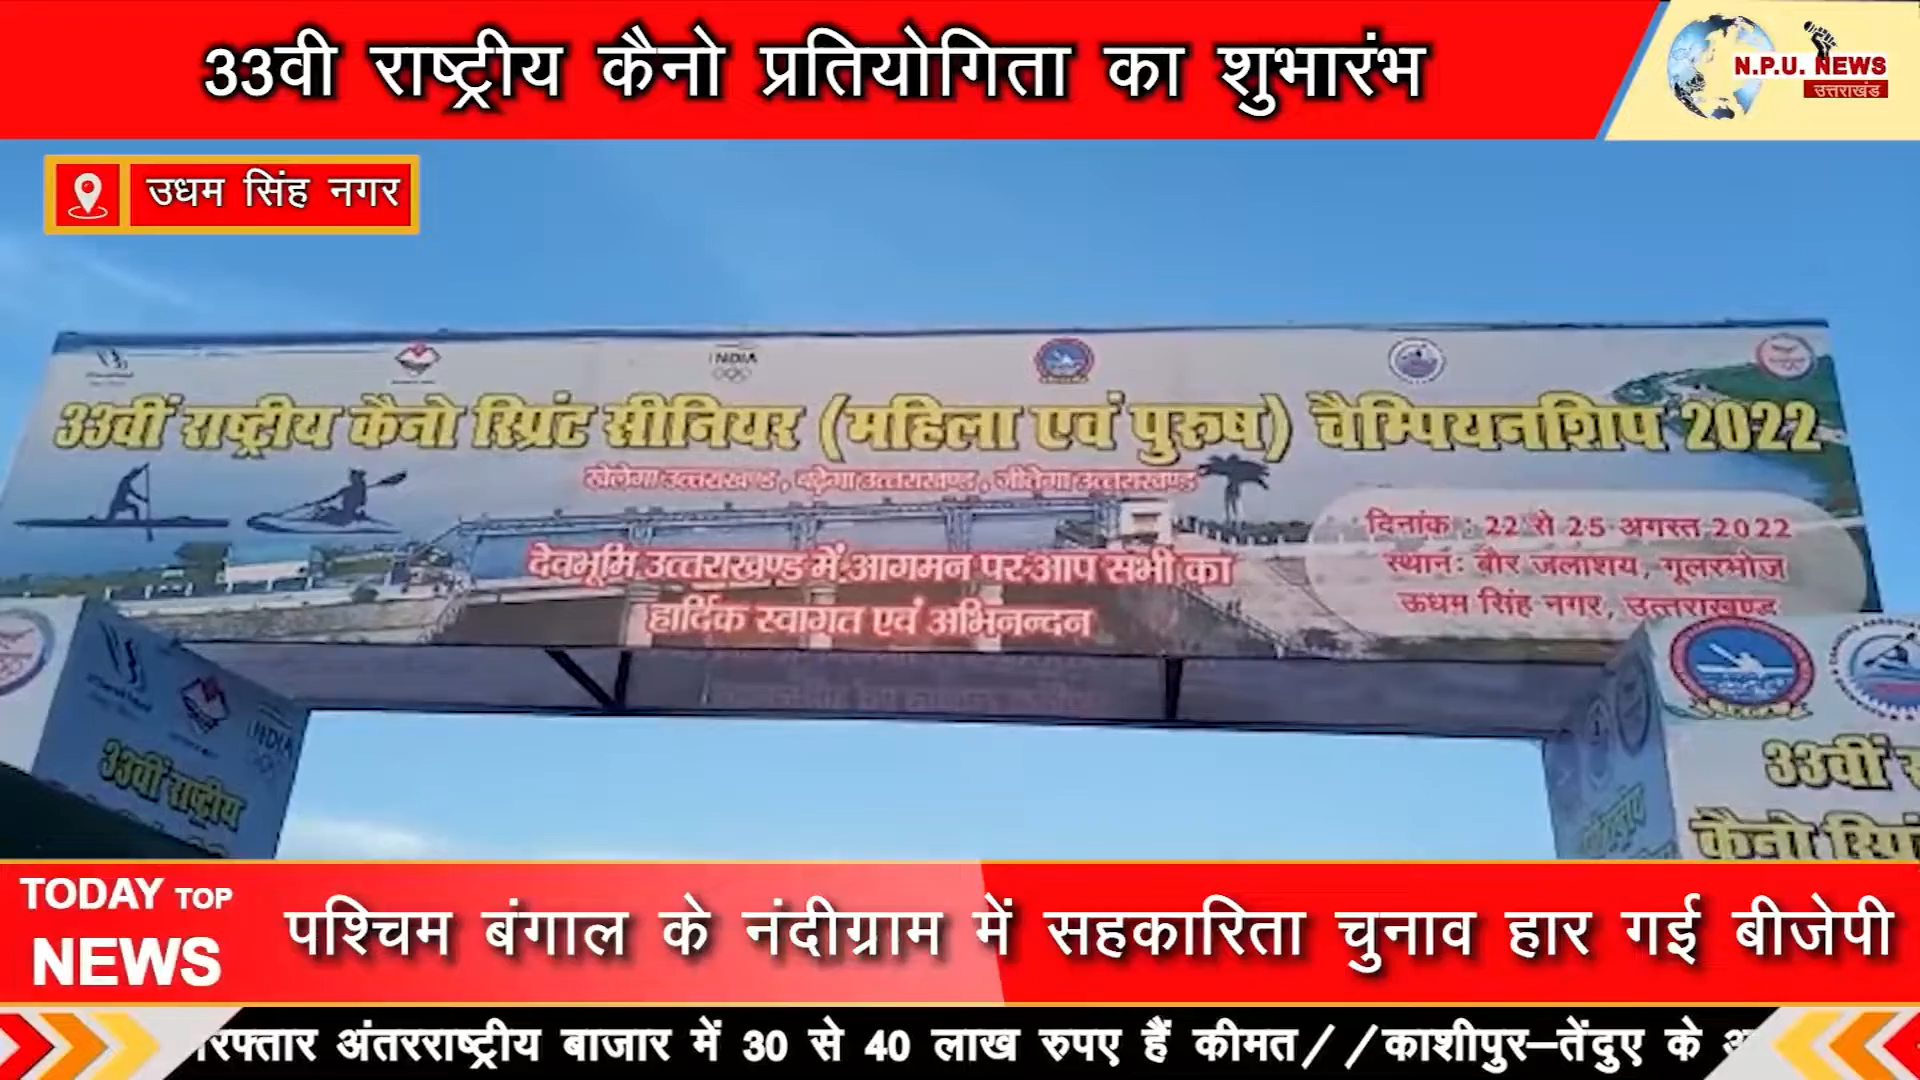 33वी राष्ट्रीय कैनो प्रतियोगिता का शुभारंभ
N.P.U. NEWS
उत्तराखंड
उधम सिंह नगर
INDIA
33वीं राष्ट्रीय कैनो स्प्रिंट सीनियर (महिला एवं पुरुष) चैम्पियनशिप 2022
खेलेगा उत्तराखण्ड, बढ़ेगा उत्तराखण्ड, जीतेगा उत्तराखण्ड
दिनांक : 22 से 25 अगस्त 2022
स्थान: बौर जलाशय, गूलरभोज
ऊधम सिंह नगर, उत्तराखण्ड
देवभूमि उत्तराखण्ड में आगमन पर आप सभी का
हार्दिक स्वागत एवं अभिनन्दन
INDIA
33वीं राष्ट्रीय
33वीं
कैनो
TODAY TOP
NEWS
पश्चिम बंगाल के नंदीग्राम में सहकारिता चुनाव हार गई बीजेपी
अंतरराष्ट्रीय बाजार में 30 से 40 लाख रुपए हैं कीमत//काशीपुर–तेंदुए के